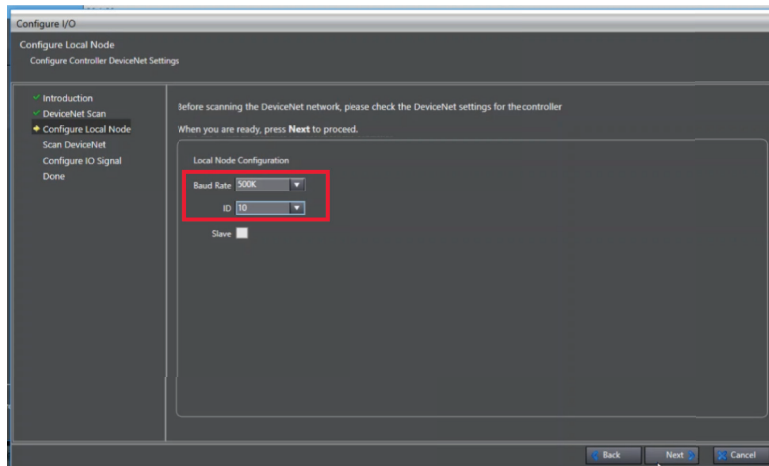 Configure I/O
Configure Local Node
Configure Controller DeviceNet Settings
Introduction
DeviceNet Scan
Configure Local Node
Scan DeviceNet
Configure IO Signal
Done
Before scanning the DeviceNet network, please check the DeviceNet settings for thecontroller
When you are ready, press Next to proceed.
Local Node Configuration
Baud Rate 500K
ID 10
Slave
Back Next Cancel